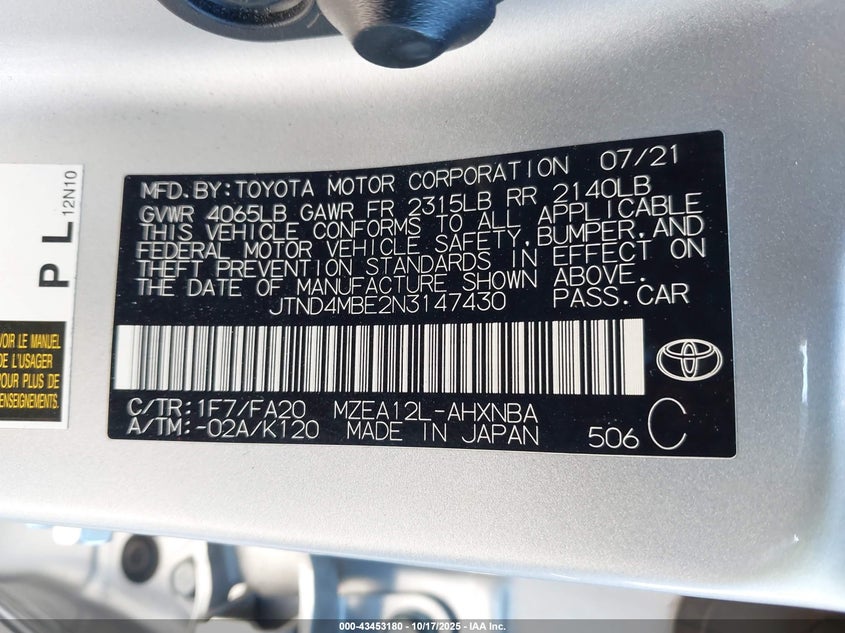 MFD.BY:TOYOTA MOTOR CORPORATION 07/21
GVWR 4065LB GAWR FR 2315LB RR 2140LB
THIS VEHICLE CONFORMS TO ALL APPLICABLE
FEDERAL MOTOR VEHICLE SAFETY,BUMPER,AND
THEFT PREVENTION STANDARDS IN EFFECT ON
THE DATE OF MANUFACTURE SHOWN ABOVE.
JTND4MBE2N3147430 PASS.CAR
C/TR:1F7/FA20 MZEA12L-AHXNBA
A/TM:-02A/K120 MADE IN JAPAN 506 C
P L
12N10
VOIR LE MANUEL
DE L'USAGER
POUR PLUS DE
RENSEIGNEMENTS.
000-43453180 - 10/17/2025 - IAA Inc.